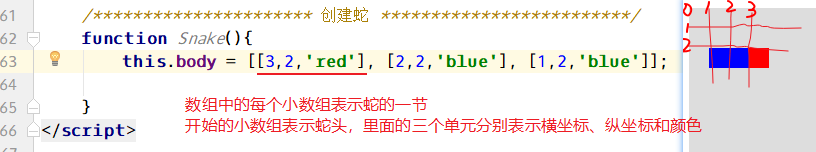 61 /*********************** 创建蛇 **************************/
62 function Snake(){
63 this.body = [[3,2,'red'], [2,2,'blue'], [1,2,'blue']];
64
65 }
66 </script>
数组中的每个小数组表示蛇的一节
开始的小数组表示蛇头，里面的三个单元分别表示横坐标、纵坐标和颜色
0 1 2 3
1
2